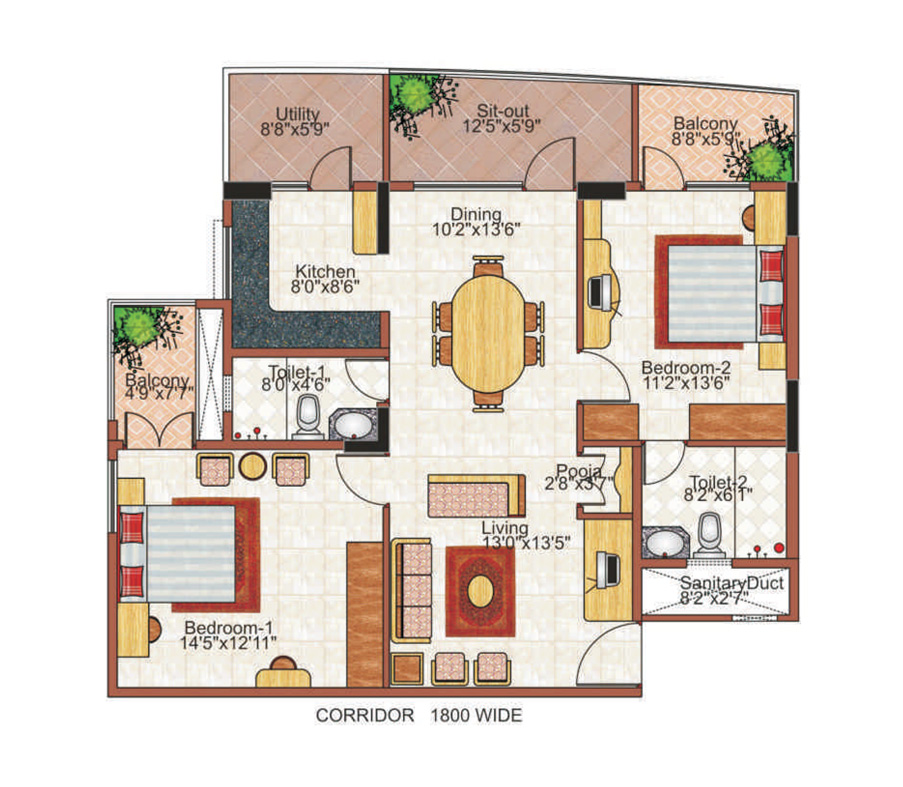 Utility
8'8"x5'9"
Sit-out
12'5"x5'9"
Balcony
8'8"x5'9"
Dining
10'2"x13'6"
Kitchen
8'0"x8'6"
Bedroom-2
11'2"x13'6"
Toilet-1
8'0"x4'6"
Balcony
4'9"x7'7"
Pooja
2'8"x3'7"
Toilet-2
8'2"x6'1"
Living
13'0"x13'5"
SanitaryDuct
8'2"x2'7"
Bedroom-1
14'5"x12'11"
CORRIDOR 1800 WIDE